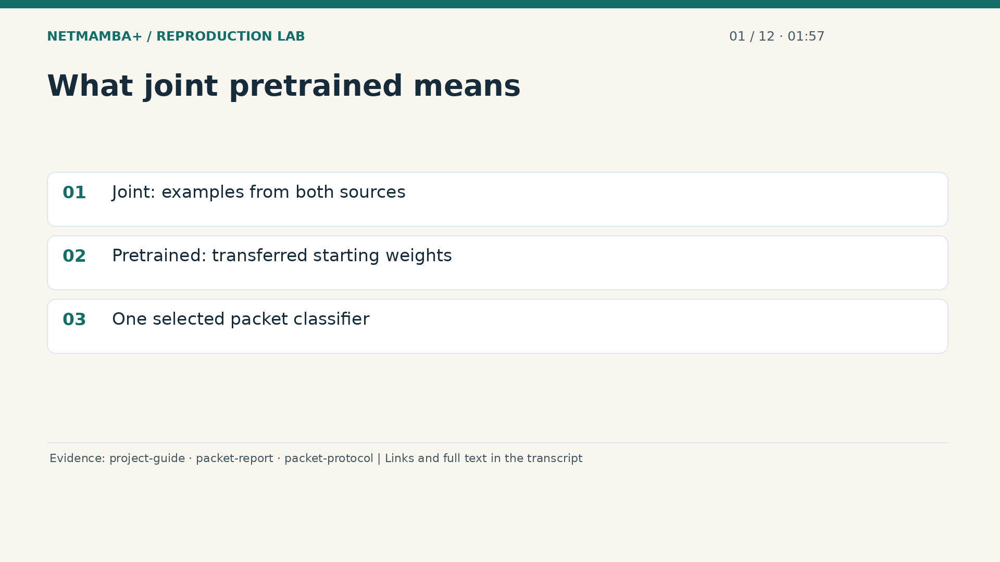 NETMAMBA+ / REPRODUCTION LAB
01 / 12 · 01:57
What joint pretrained means
01 Joint: examples from both sources
02 Pretrained: transferred starting weights
03 One selected packet classifier
Evidence: project-guide · packet-report · packet-protocol | Links and full text in the transcript